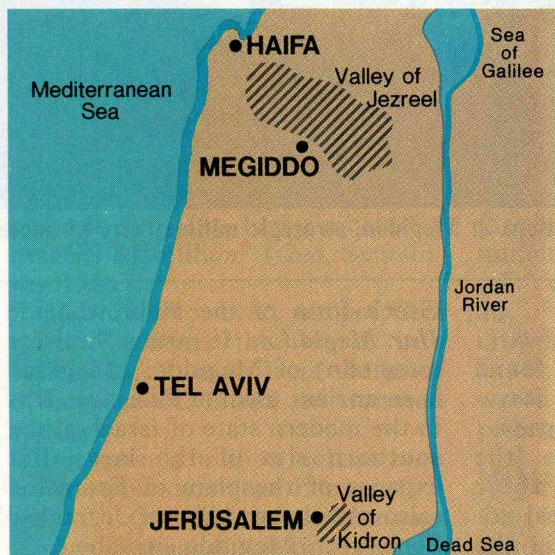 HAIFA
Sea
of
Galilee
Valley of
Jezreel
Mediterranean
Sea
MEGIDDO
Jordan
River
TEL AVIV
Valley
of
Kidron
JERUSALEM
Dead Sea